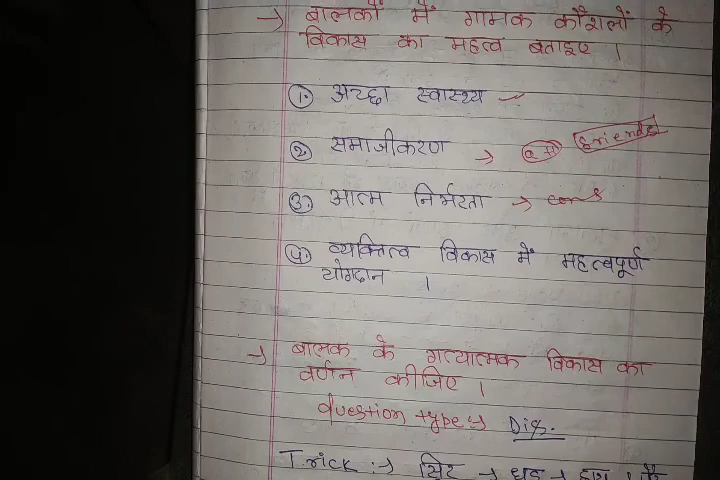 → बालकों में गामक कौशलों के
विकास का महत्व बताइए ।
① अच्छा स्वास्थ्य
② समाजीकरण → friends
③ आत्म निर्भरता →
④ व्यक्तित्व विकास में महत्वपूर्ण
योगदान ।
→ बालक के गत्यात्मक विकास का
वर्णन कीजिए ।
question type →
Trick :→ सिर → धड़ →